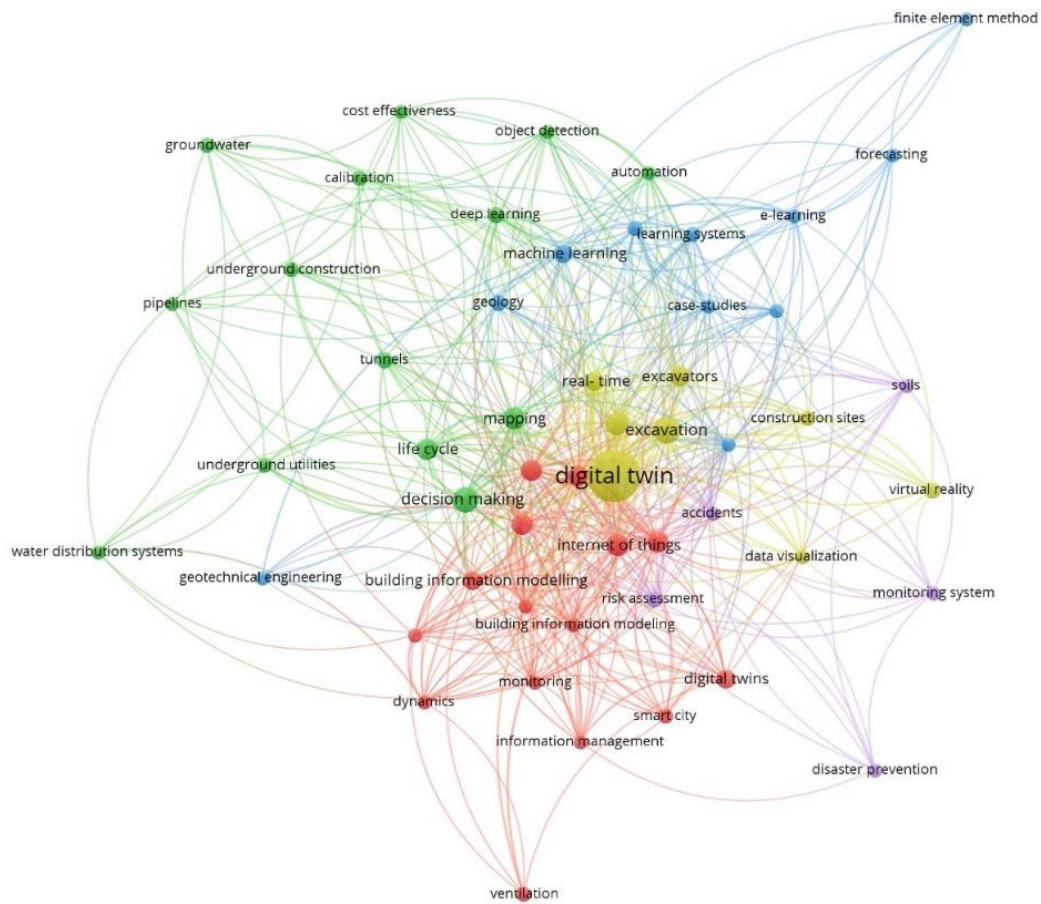 finite element method
cost effectiveness
object detection
groundwater
forecasting
automation
calibration
deep learning
e-learning
learning systems
machine learning
underground construction
pipelines
geology
case-studies
tunnels
real- time
excavators
soils
mapping
construction sites
excavation
life cycle
underground utilities
digital twin
virtual reality
decision making
accidents
water distribution systems
internet of things
data visualization
geotechnical engineering
building information modelling
monitoring system
risk assessment
building information modeling
monitoring
digital twins
dynamics
smart city
information management
disaster prevention
ventilation